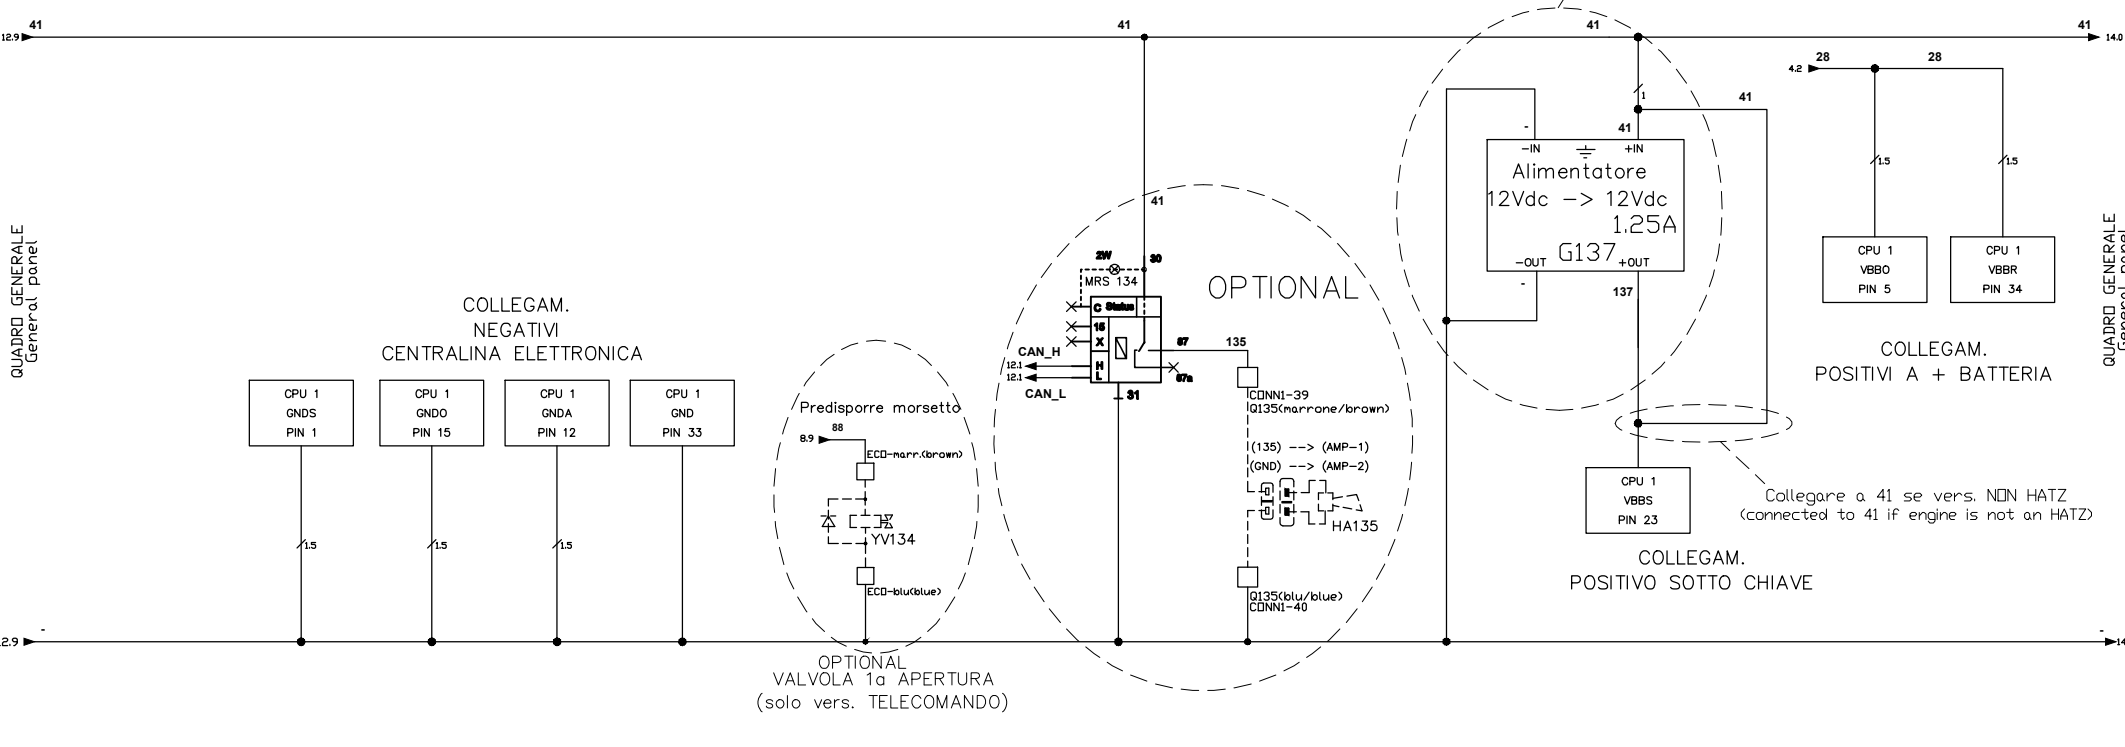 41
41
41
41
12.9
14.0
28
28
4.2
1
41
-
41
-IN
+IN
Alimentatore
12Vdc -> 12Vdc
1.25A
G137
-OUT
+OUT
-
137
1.5
1.5
CPU 1
VBBO
PIN 5
CPU 1
VBBR
PIN 34
COLLEGAM.
POSITIVI A + BATTERIA
QUADRO GENERALE
General panel
QUADRO GENERALE
General panel
41
2W
30
MRS 134
OPTIONAL
C
Status
15
X
H
L
CAN_H
12.1
12.1
CAN_L
87
135
87a
31
CONN1-39
Q135(marrone/brown)
(135) --> (AMP-1)
(GND) --> (AMP-2)
HA135
Q135(blu/blue)
CONN1-40
COLLEGAM.
NEGATIVI
CENTRALINA ELETTRONICA
CPU 1
GNDS
PIN 1
CPU 1
GNDO
PIN 15
CPU 1
GNDA
PIN 12
CPU 1
GND
PIN 33
1.5
1.5
1.5
Predisporre morsetto
88
8.9
ECO-marr.(brown)
YV134
ECO-blu(blue)
CPU 1
VBBS
PIN 23
Collegare a 41 se vers. NON HATZ
(connected to 41 if engine is not an HATZ)
COLLEGAM.
POSITIVO SOTTO CHIAVE
-
2.9
-
14
OPTIONAL
VALVOLA 1a APERTURA
(solo vers. TELECOMANDO)